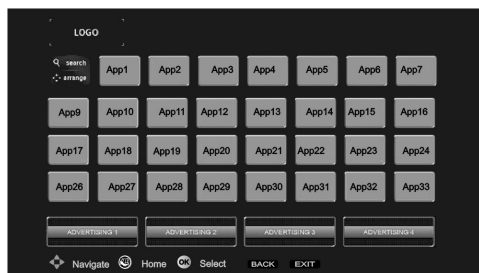 LOGO
search
arrange
App1 App2 App3 App4 App5 App6 App7
App9 App10 App11 App12 App13 App14 App15 App16
App17 App18 App19 App20 App21 App22 App23 App24
App26 App27 App28 App29 App30 App31 App32 App33
ADVERTISING 1 ADVERTISING 2 ADVERTISING 3 ADVERTISING 4
Navigate Home OK Select BACK EXIT